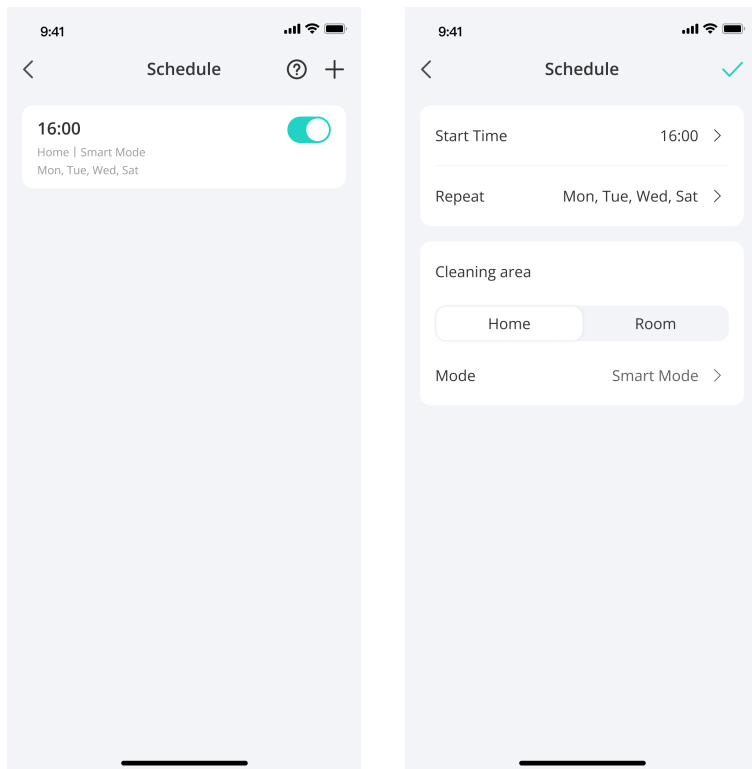 9:41
Schedule
16:00
Home | Smart Mode
Mon, Tue, Wed, Sat
9:41
Schedule
Start Time 16:00
Repeat Mon, Tue, Wed, Sat
Cleaning area
Home Room
Mode Smart Mode